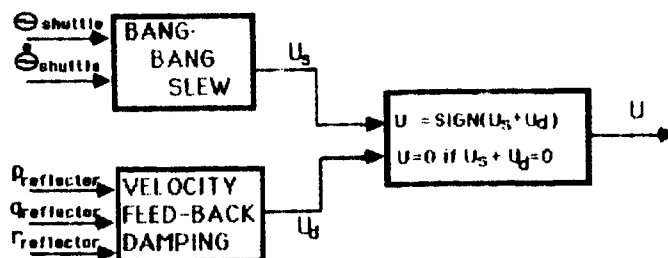 Θshuttle
Θ̇shuttle
BANG-
BANG
SLEW
Us
U = SIGN(Us + Ud)
U=0 if Us + Ud=0
U
Preflector
qreflector
rreflector
VELOCITY
FLED-BACK
DAMPING
Ud